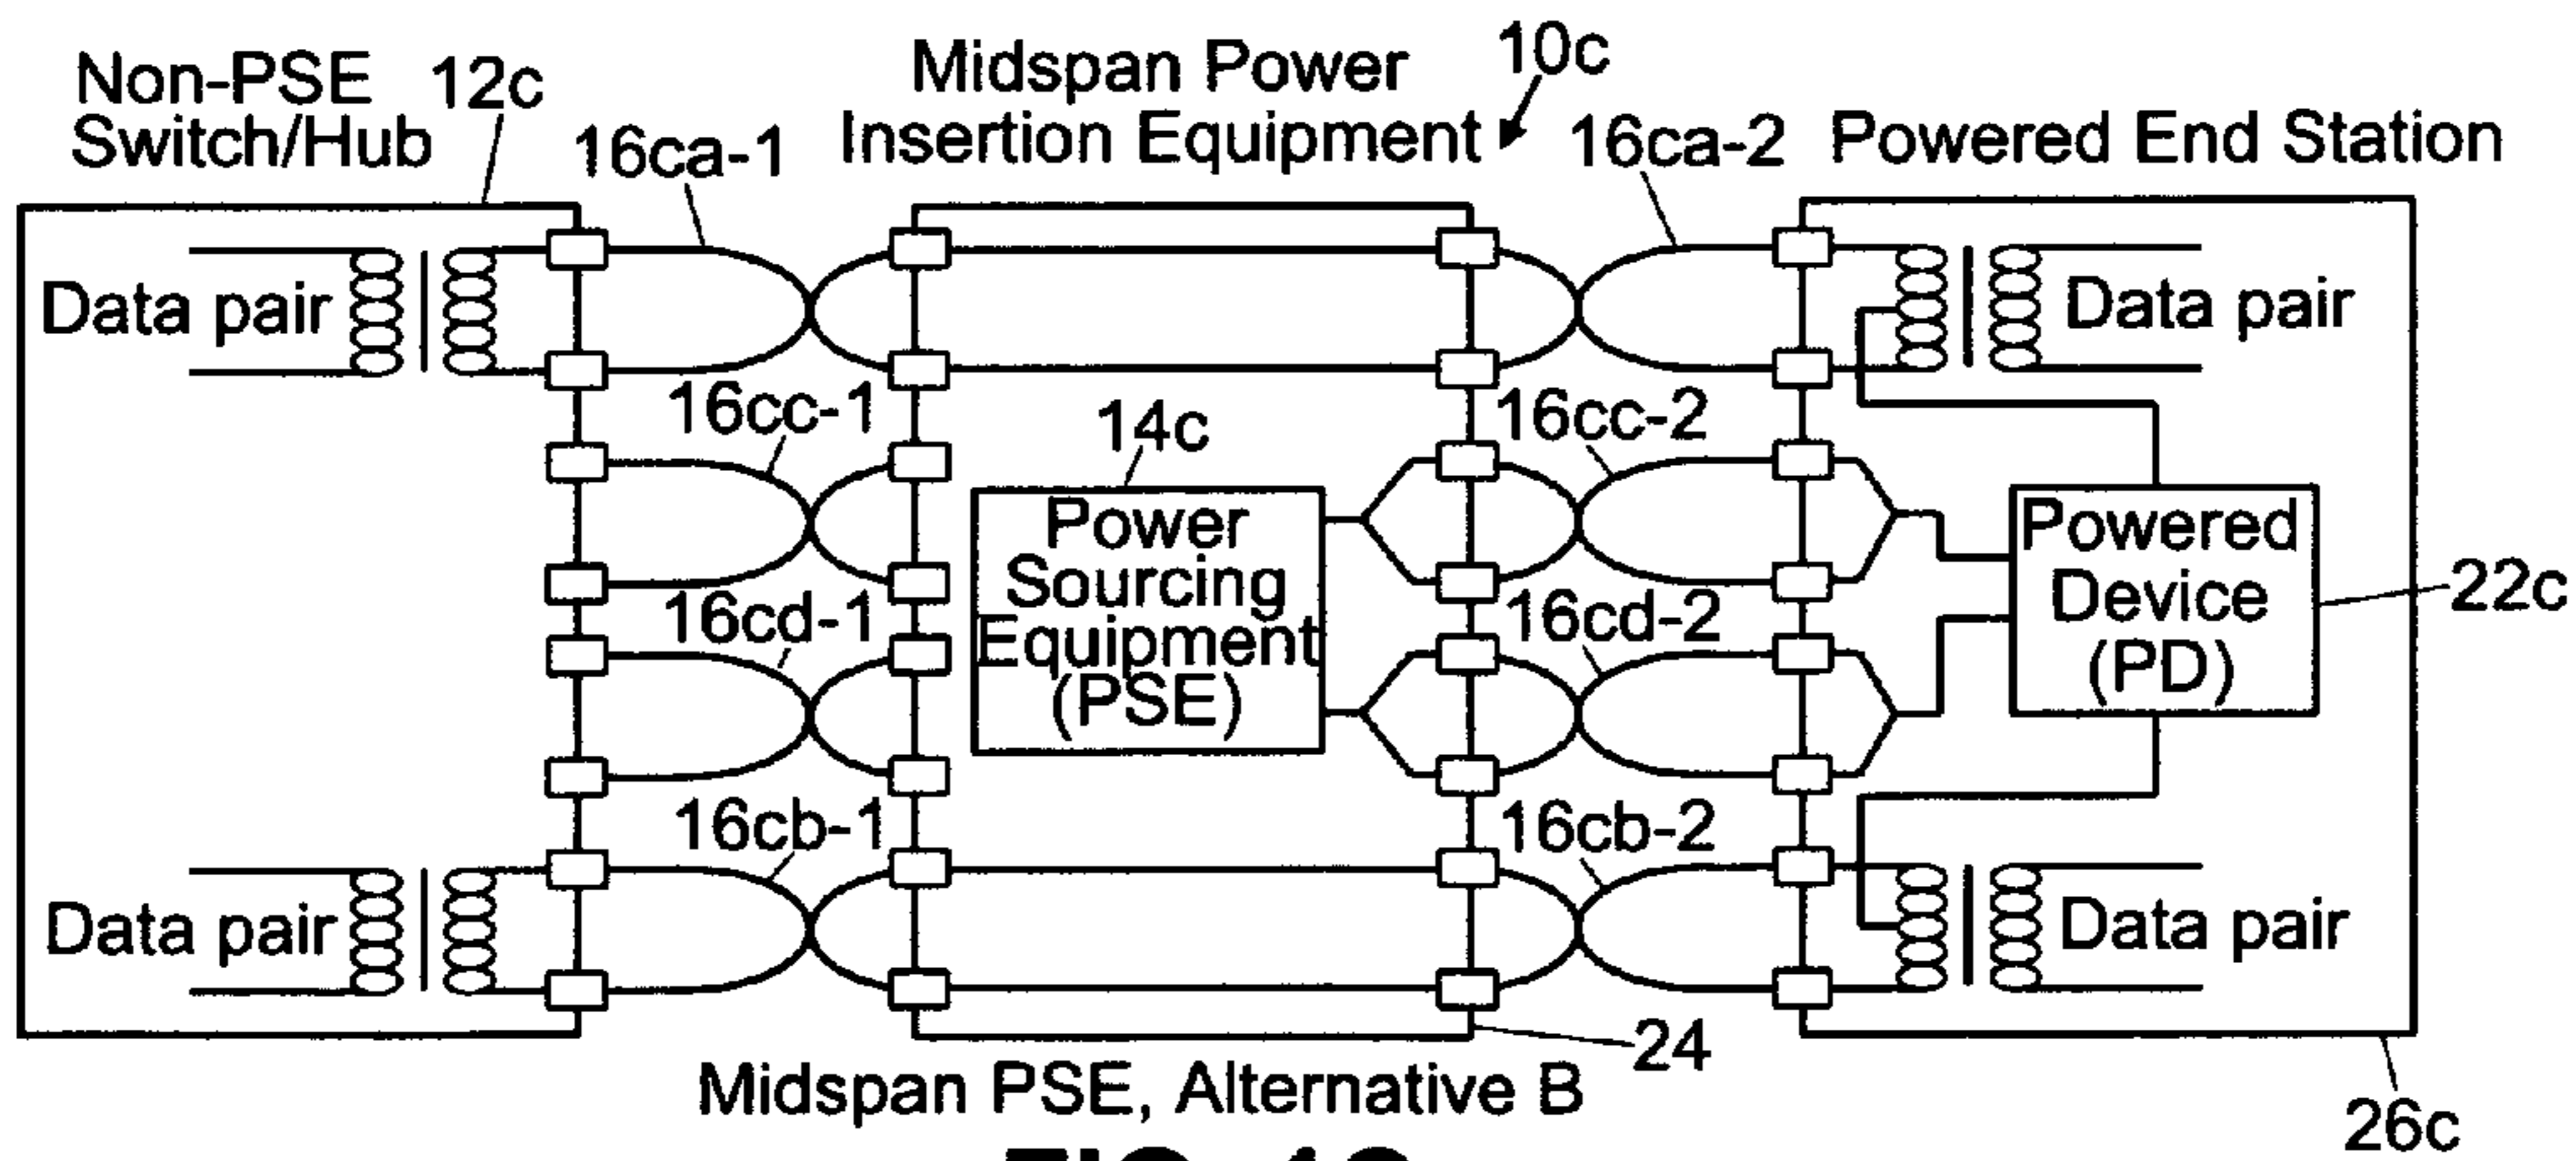 Non-PSE
Switch/Hub
12c
16ca-1
Midspan Power
Insertion Equipment
10c
16ca-2
Powered End Station
Data pair
Data pair
16cc-1
14c
16cc-2
Power
Sourcing
Equipment
(PSE)
Powered
Device
(PD)
22c
16cd-1
16cd-2
16cb-1
16cb-2
Data pair
Data pair
24
Midspan PSE, Alternative B
26c